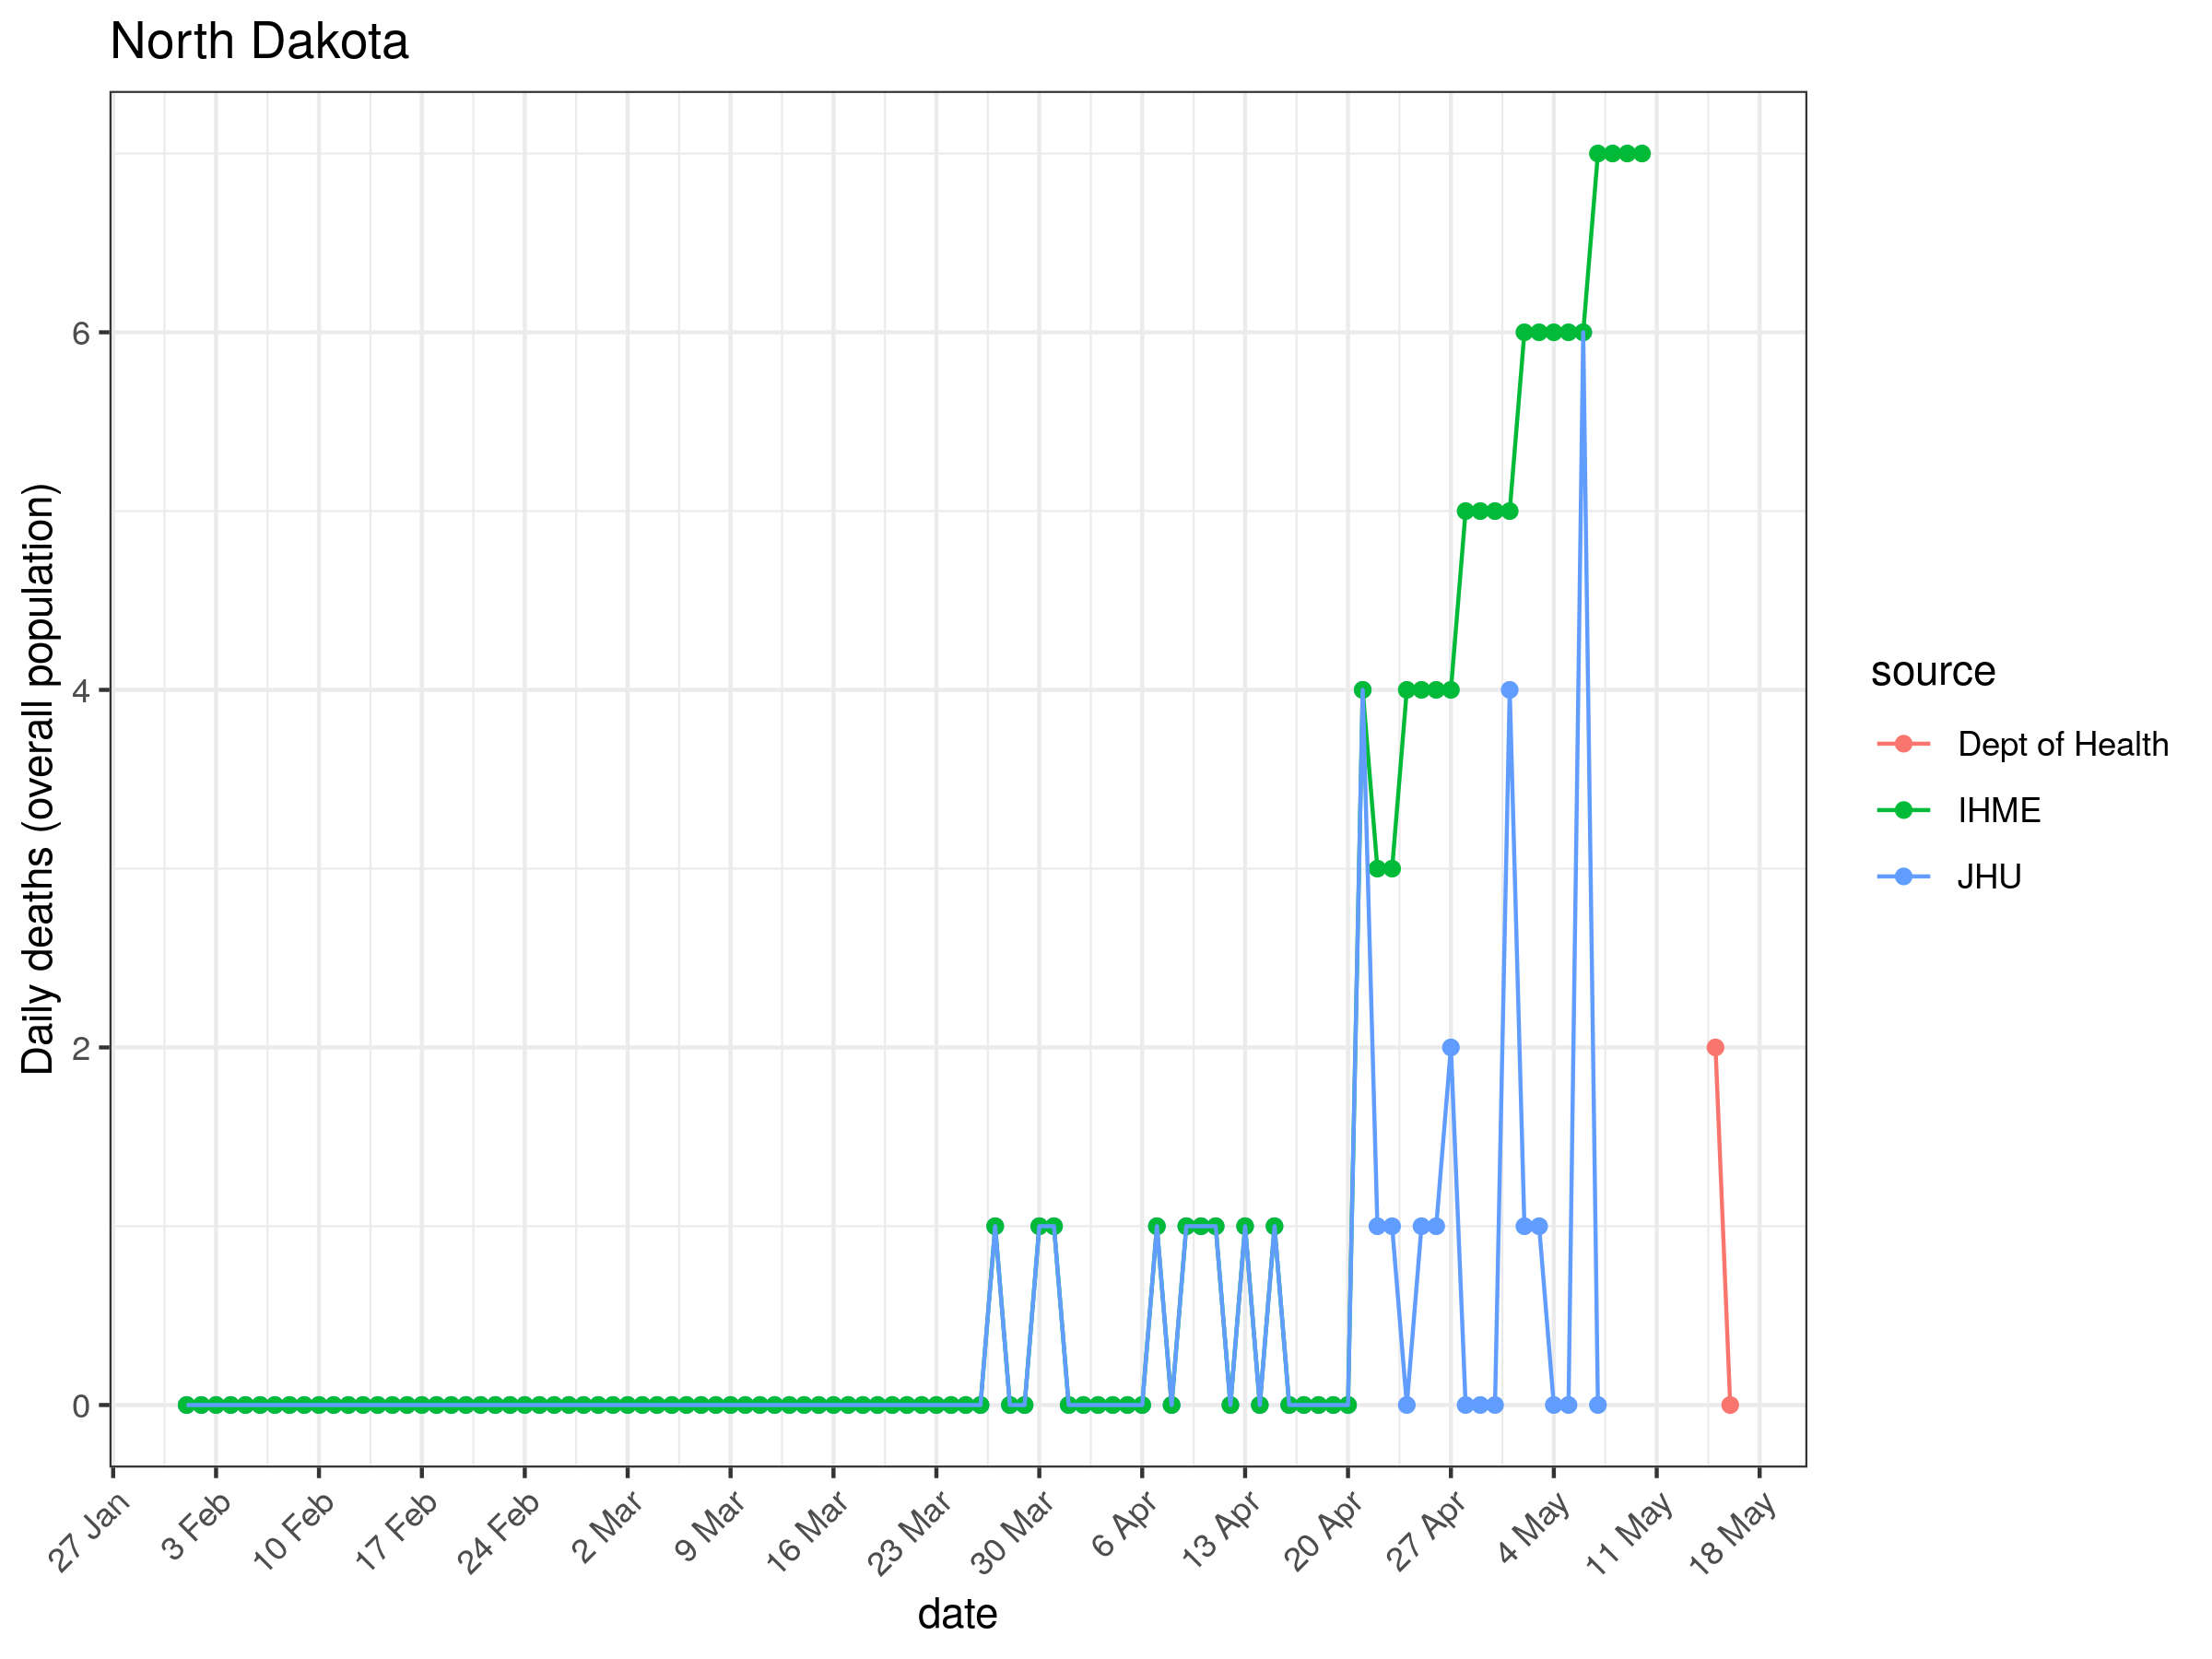 North Dakota
Daily deaths (overall population)
6
4
2
0
27 Jan
3 Feb
10 Feb
17 Feb
24 Feb
2 Mar
9 Mar
16 Mar
23 Mar
30 Mar
6 Apr
13 Apr
20 Apr
27 Apr
4 May
11 May
18 May
date
source
Dept of Health
IHME
JHU